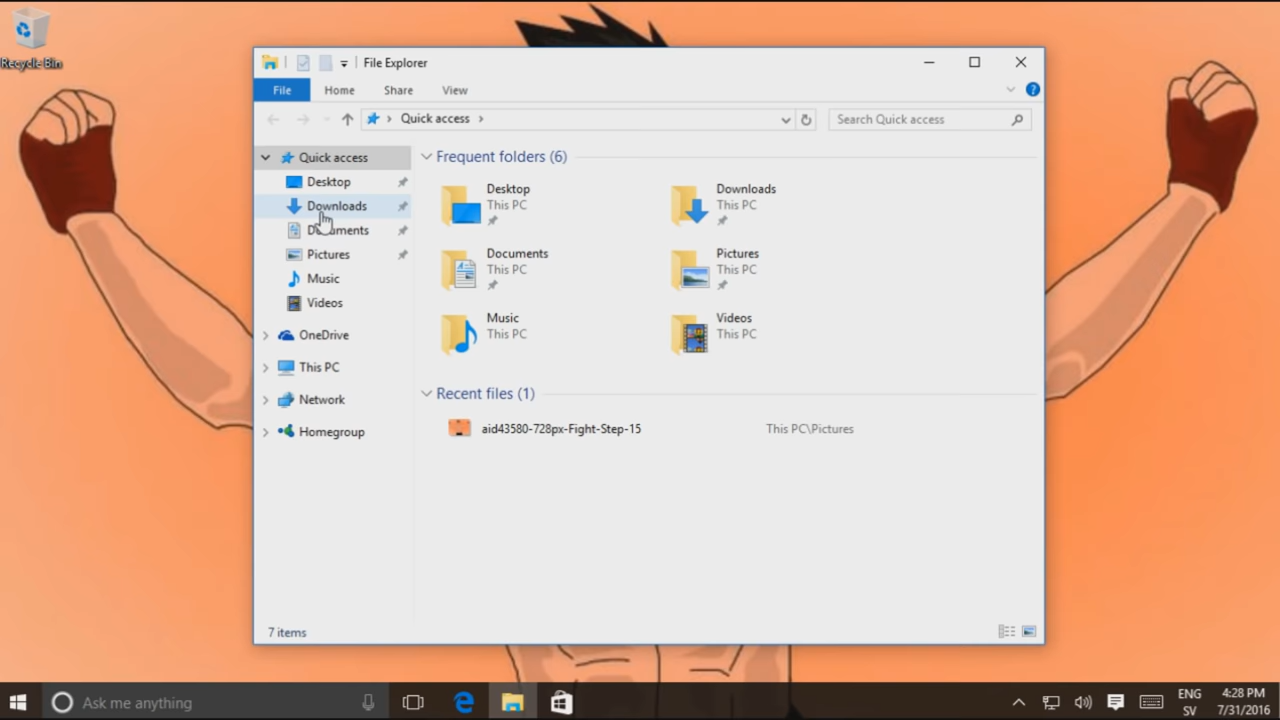 Recycle Bin
File Explorer
File Home Share View
Quick access
Search Quick access
Quick access
Desktop
Downloads
Documents
Pictures
Music
Videos
OneDrive
This PC
Network
Homegroup
Frequent folders (6)
Desktop
This PC
Downloads
This PC
Documents
This PC
Pictures
This PC
Music
This PC
Videos
This PC
Recent files (1)
aid43580-728px-Fight-Step-15 This PC\Pictures
7 items
Ask me anything
ENG
SV
4:28 PM
7/31/2016